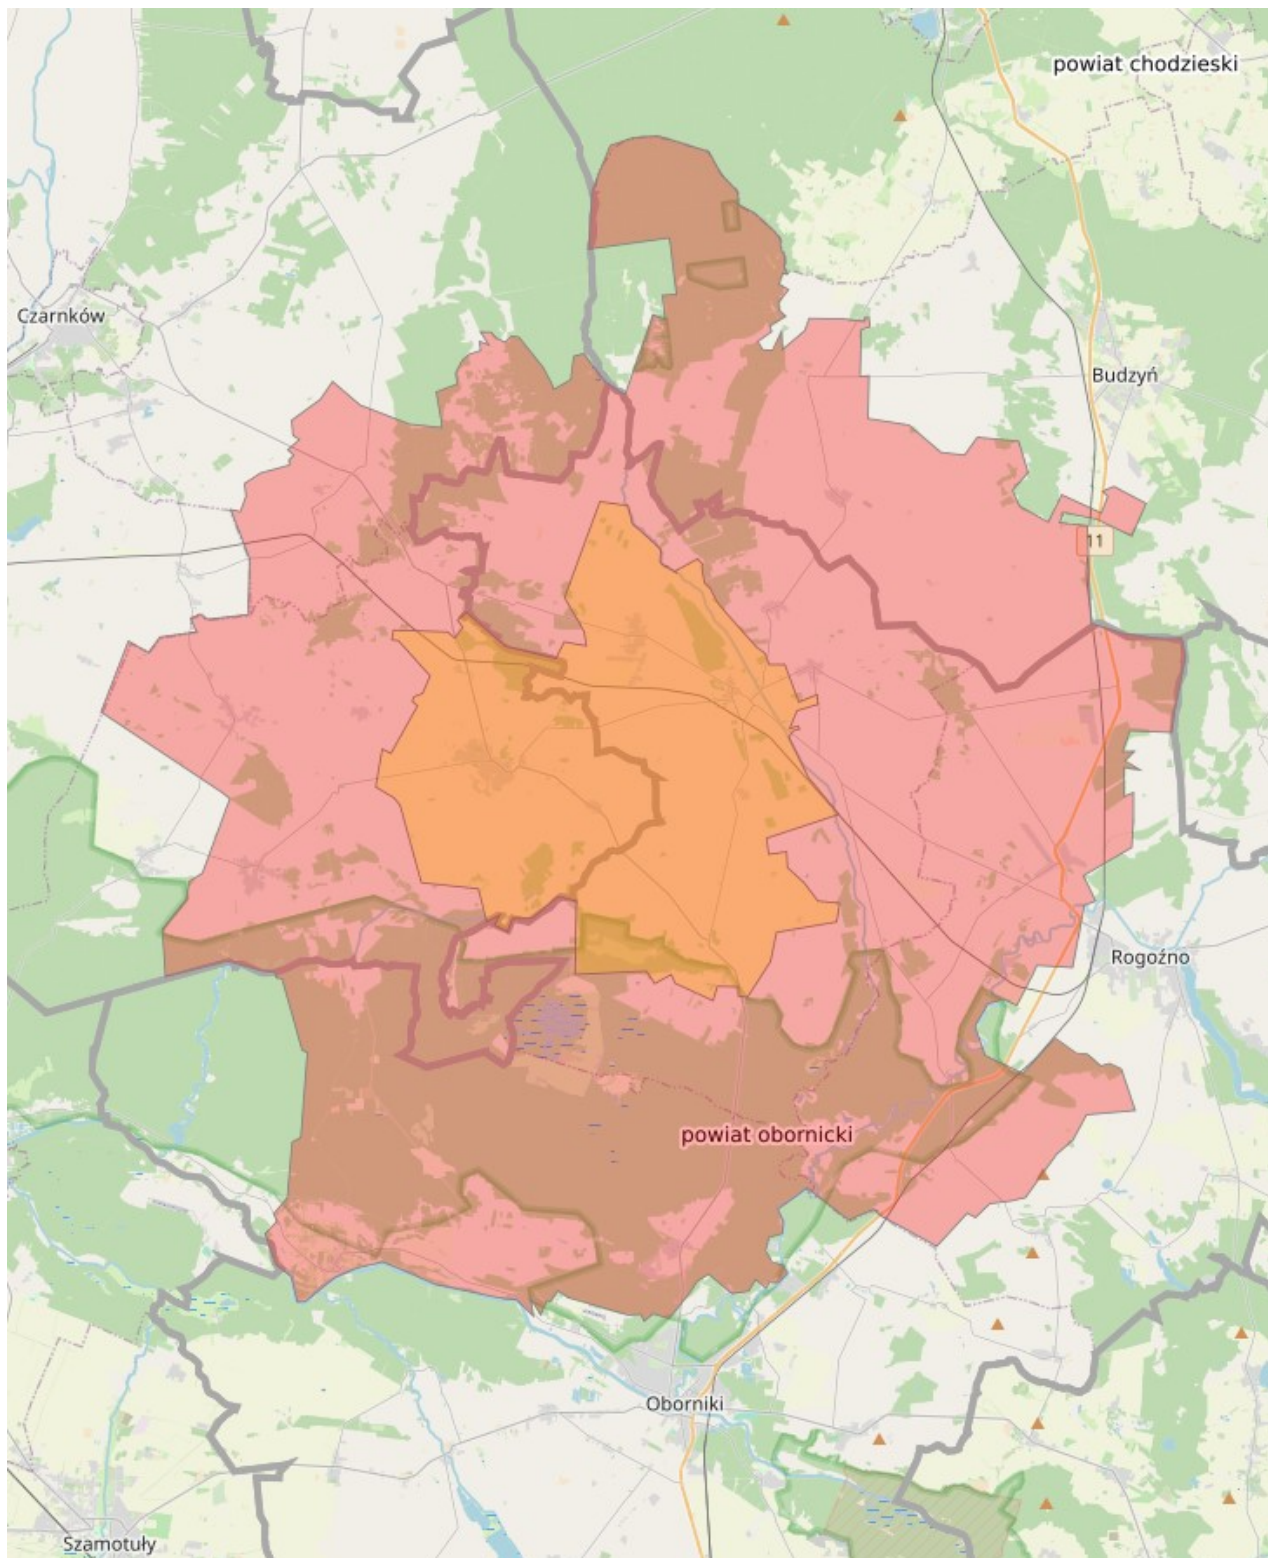 powiat chodzieski
Czarnków
Budzyń
11
Rogoźno
powiat obornicki
Oborniki
Szamotuły